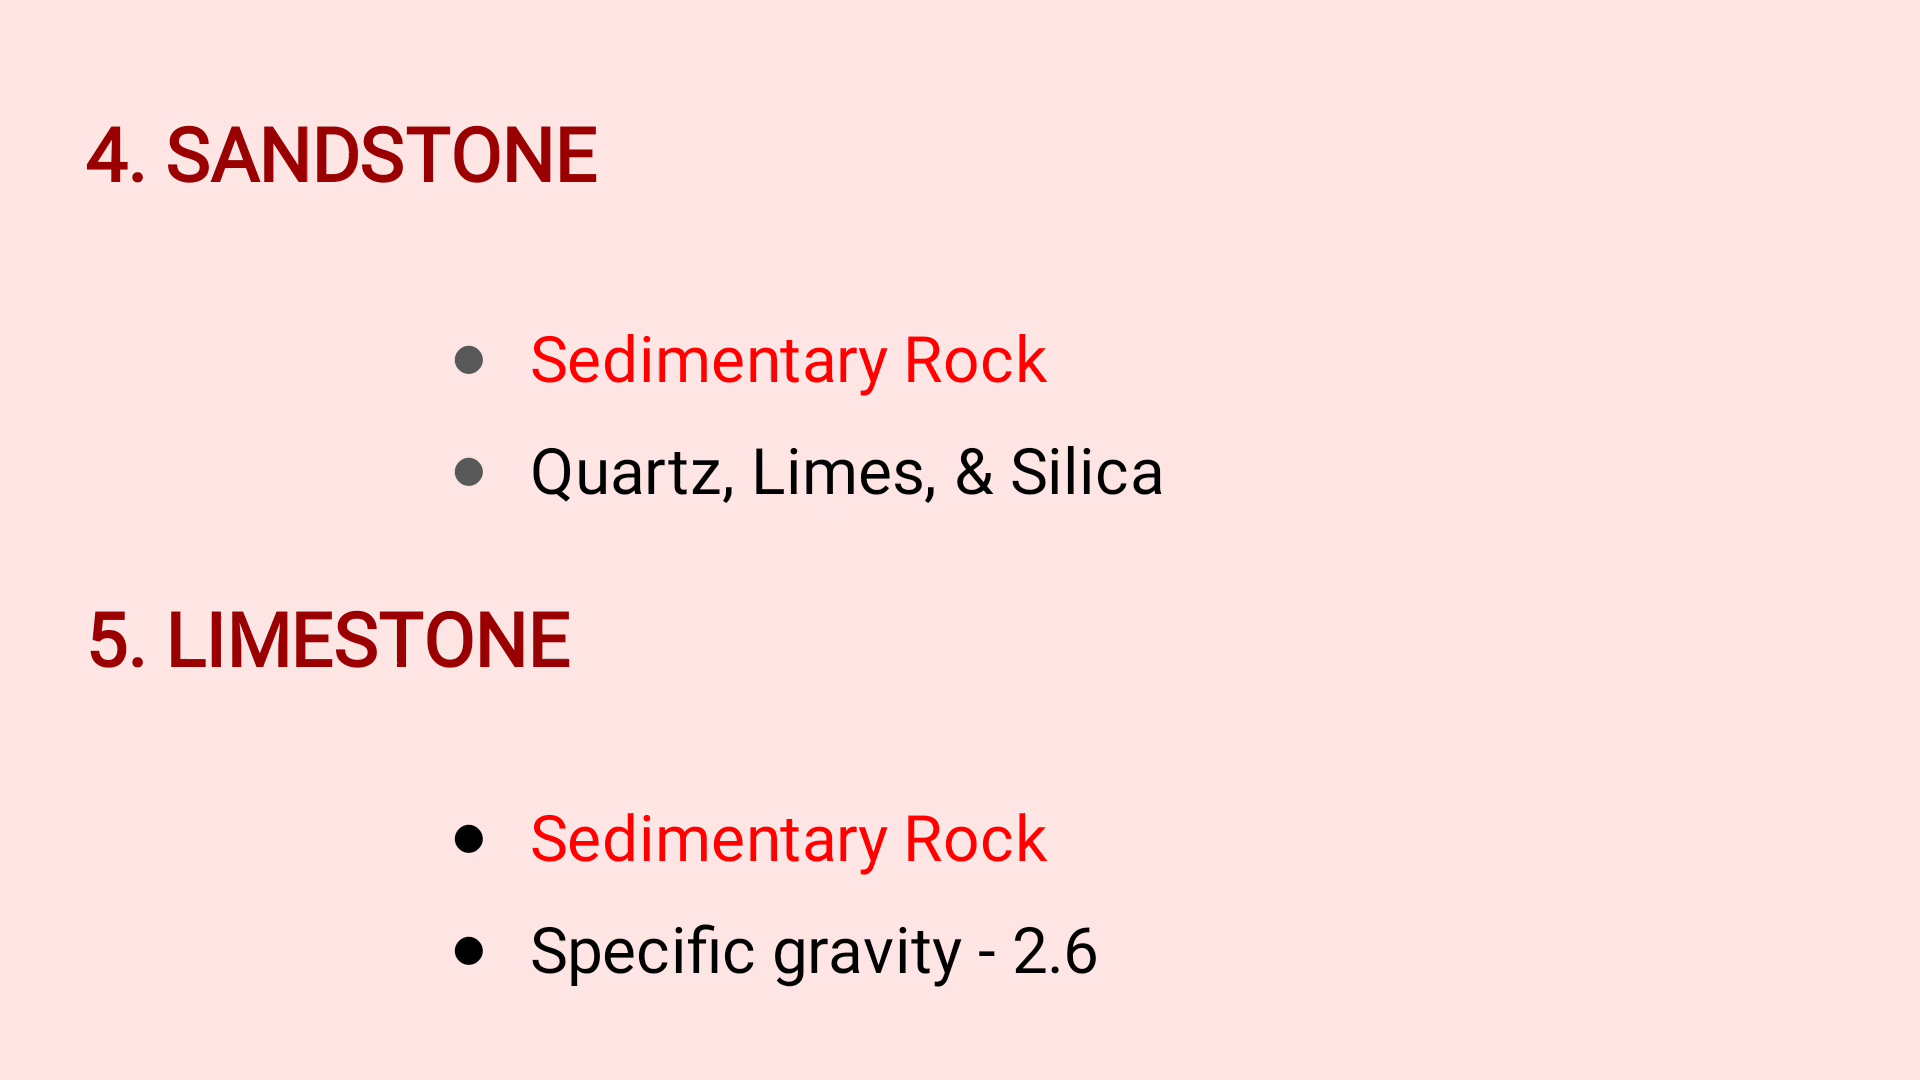 4. SANDSTONE
● Sedimentary Rock
● Quartz, Limes, & Silica
5. LIMESTONE
● Sedimentary Rock
● Specific gravity - 2.6